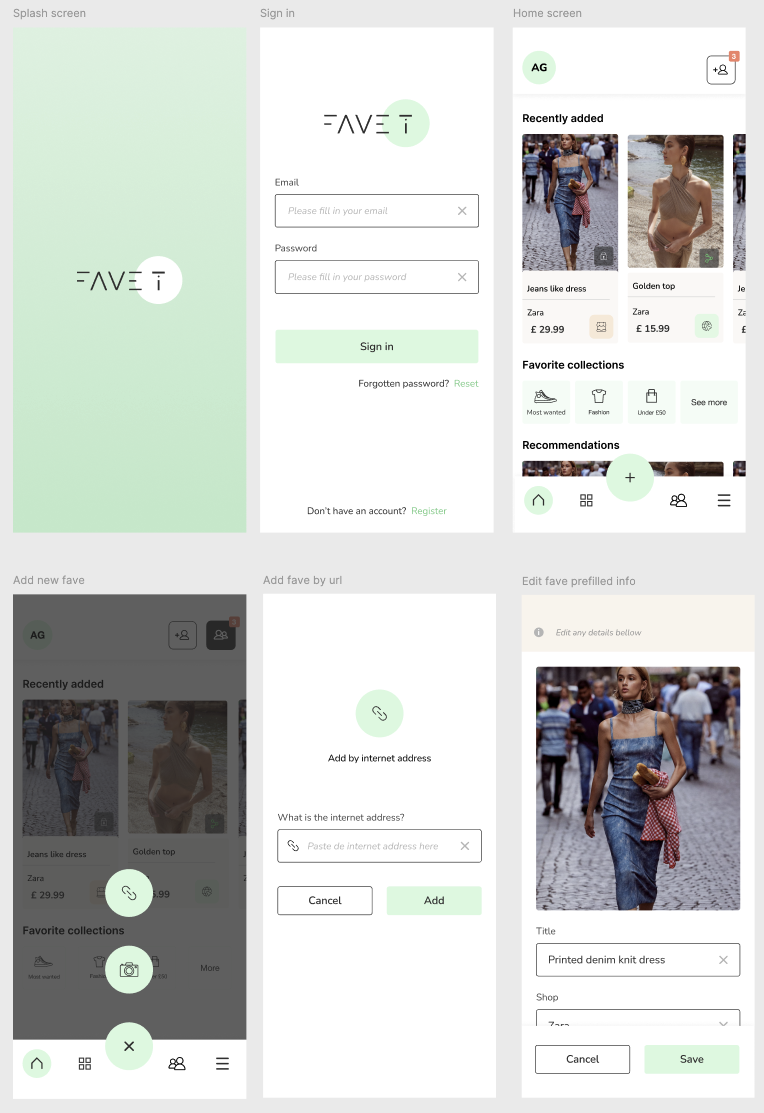 Splash screen
FAVE IT
Sign in
FAVE IT
Email
Please fill in your email
Password
Please fill in your password
Sign in
Forgotten password? Reset
Don't have an account? Register
Home screen
AG
3
Recently added
Jeans like dress
Zara
£ 29.99
Golden top
Zara
£ 15.99
Je
Za
£
Favorite collections
Most wanted
Fashion
Under £50
See more
Recommendations
Add new fave
AG
Recently added
Jeans like dress
Zara
£ 29.99
Golden top
5.99
Favorite collections
Most wanted
£50
More
Add fave by url
Add by internet address
What is the internet address?
Paste de internet address here
Cancel
Add
Edit fave prefilled info
Edit any details bellow
Title
Printed denim knit dress
Shop
Zara
Cancel
Save